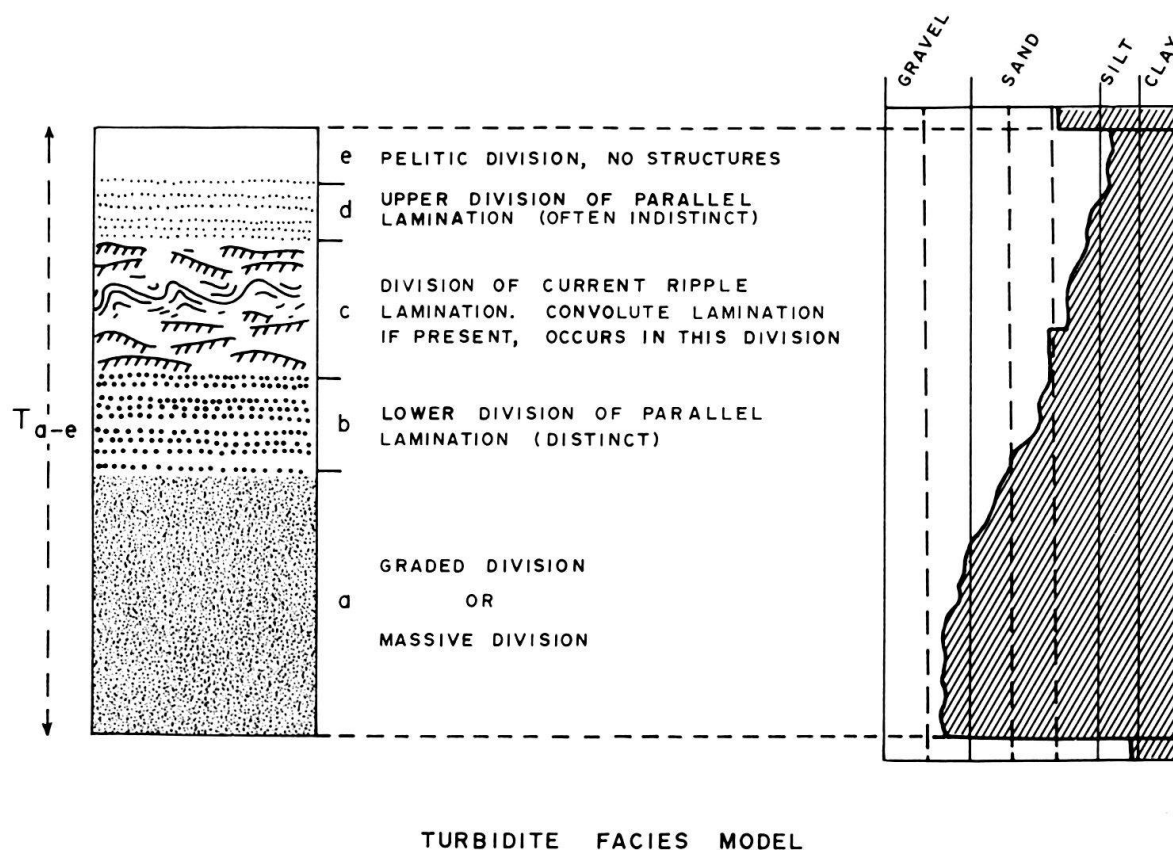 GRAVEL
SAND
SILT
CLAY
e PELITIC DIVISION, NO STRUCTURES
d UPPER DIVISION OF PARALLEL
LAMINATION (OFTEN INDISTINCT)
DIVISION OF CURRENT RIPPLE
c LAMINATION. CONVOLUTE LAMINATION
IF PRESENT, OCCURS IN THIS DIVISION
Ta-e
b LOWER DIVISION OF PARALLEL
LAMINATION (DISTINCT)
GRADED DIVISION
a OR
MASSIVE DIVISION
TURBIDITE FACIES MODEL